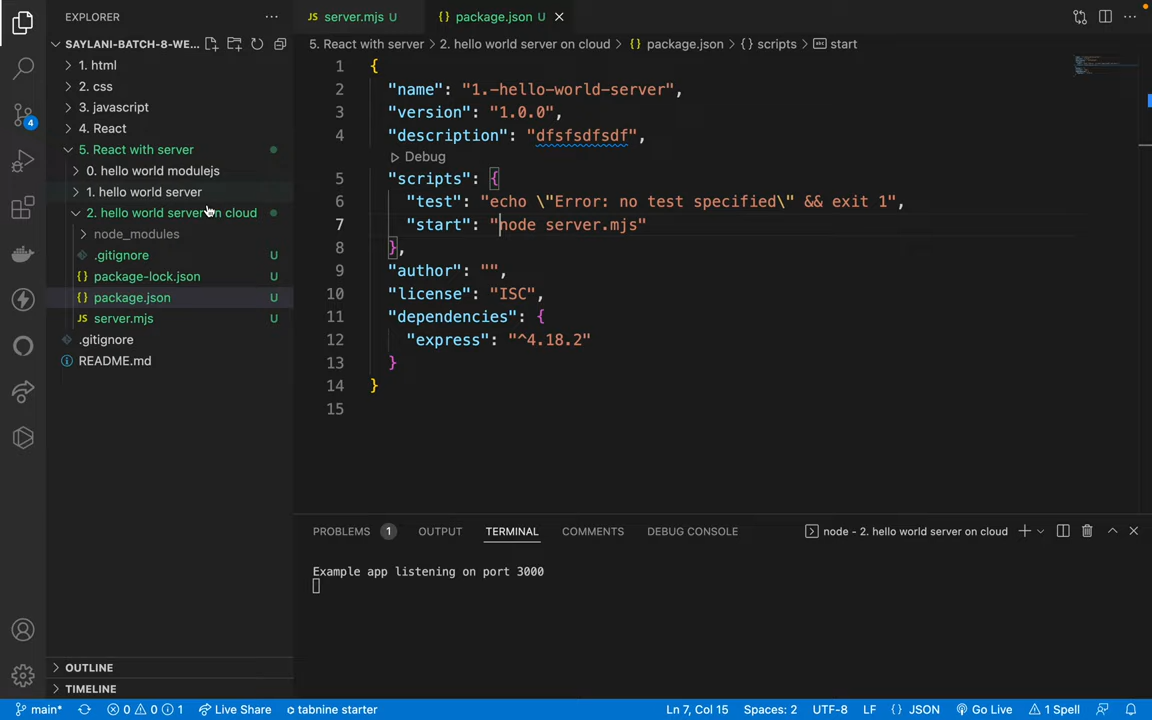 EXPLORER
SAYLANI-BATCH-8-WE...
1. html
2. css
3. javascript
4. React
5. React with server
0. hello world modulejs
1. hello world server
2. hello world server on cloud
node_modules
.gitignore U
{} package-lock.json U
{} package.json U
JS server.mjs U
.gitignore
README.md
OUTLINE
TIMELINE
JS server.mjs U
{} package.json U
5. React with server > 2. hello world server on cloud > {} package.json > {} scripts > abc start
1 {
2 "name": "1.-hello-world-server",
3 "version": "1.0.0",
4 "description": "dfsfsdfsdf",
Debug
5 "scripts": {
6 "test": "echo \"Error: no test specified\" && exit 1",
7 "start": "node server.mjs"
8 },
9 "author": "",
10 "license": "ISC",
11 "dependencies": {
12 "express": "^4.18.2"
13 }
14 }
15
PROBLEMS 1 OUTPUT TERMINAL COMMENTS DEBUG CONSOLE node - 2. hello world server on cloud
Example app listening on port 3000
4
main* 0 0 1 Live Share tabnine starter Ln 7, Col 15 Spaces: 2 UTF-8 LF {} JSON Go Live 1 Spell